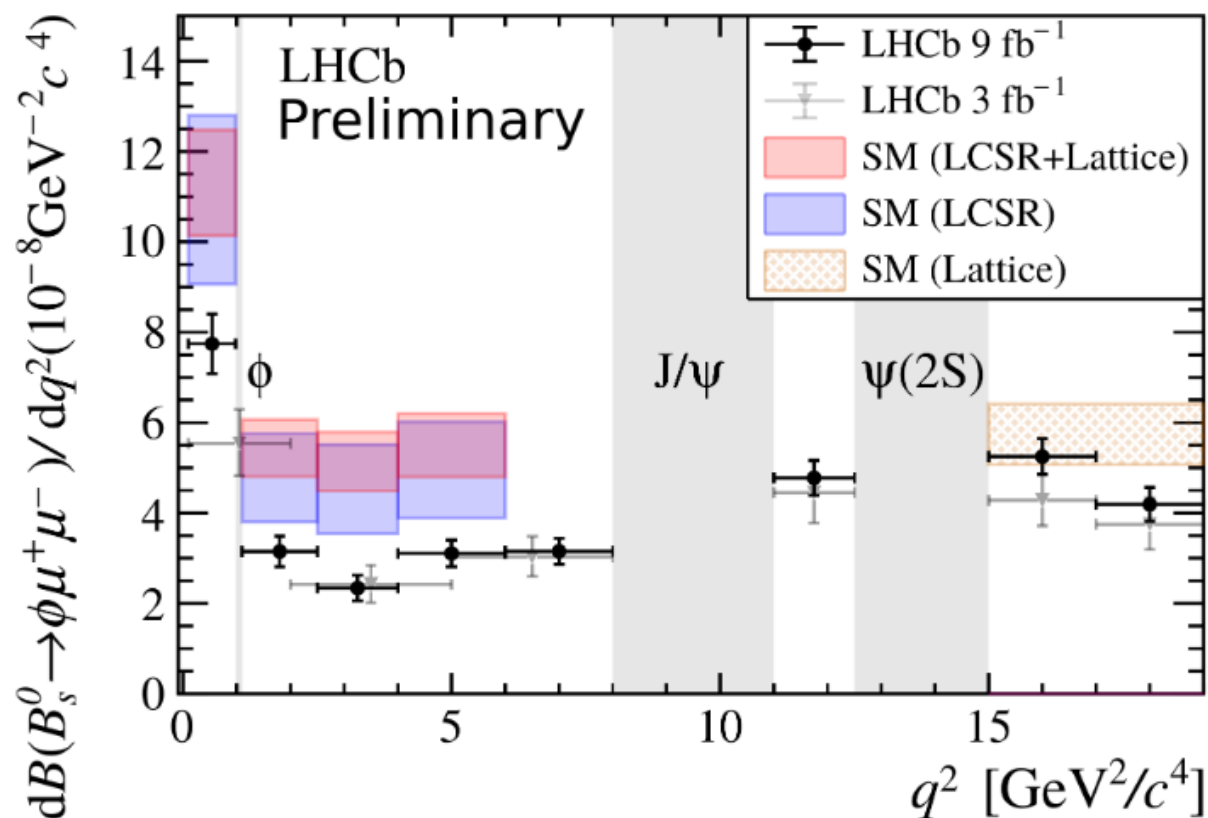 dB(B_s^0→ϕμ⁺μ⁻)/dq²(10⁻⁸GeV⁻²c⁴)
14
12
10
8
6
4
2
0
LHCb
Preliminary
LHCb 9 fb⁻¹
LHCb 3 fb⁻¹
SM (LCSR+Lattice)
SM (LCSR)
SM (Lattice)
ϕ
J/ψ
ψ(2S)
0
5
10
15
q² [GeV²/c⁴]